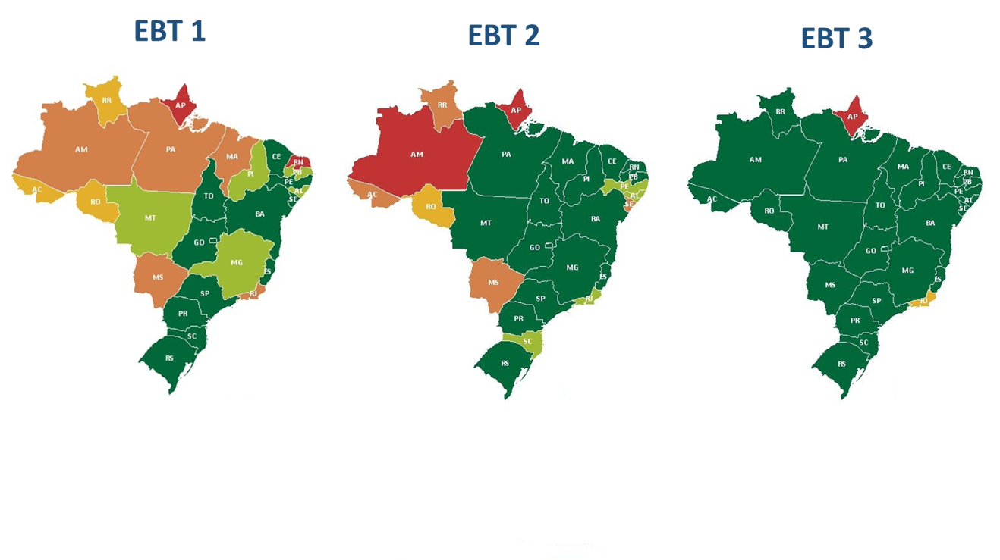 EBT 1
EBT 2
EBT 3
RR
AP
AM
PA
MA
CE
RN
PB
PI
PE
AL
SE
AC
RO
TO
BA
MT
GO
MG
ES
MS
SP
RJ
PR
SC
RS
RR
AP
AM
PA
MA
CE
RN
PB
PI
PE
AL
SE
AC
RO
TO
BA
MT
GO
MG
ES
MS
SP
RJ
PR
SC
RS
RR
AP
AM
PA
MA
CE
RN
PB
PI
PE
AL
SE
AC
RO
TO
BA
MT
GO
MG
ES
MS
SP
RJ
PR
SC
RS